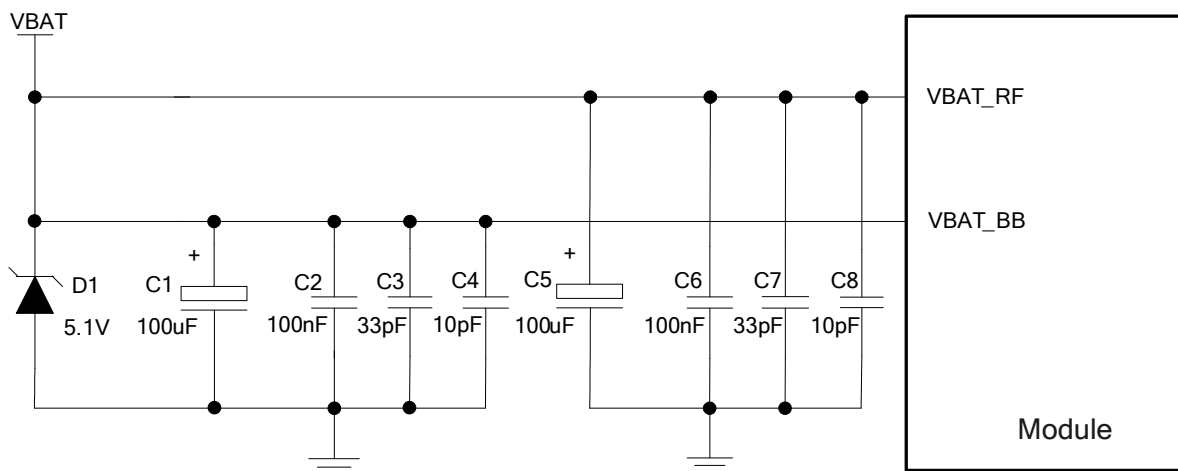 VBAT
VBAT_RF
VBAT_BB
+
+
D1
5.1V
C1
100uF
C2
100nF
C3
33pF
C4
10pF
C5
100uF
C6
100nF
C7
33pF
C8
10pF
Module